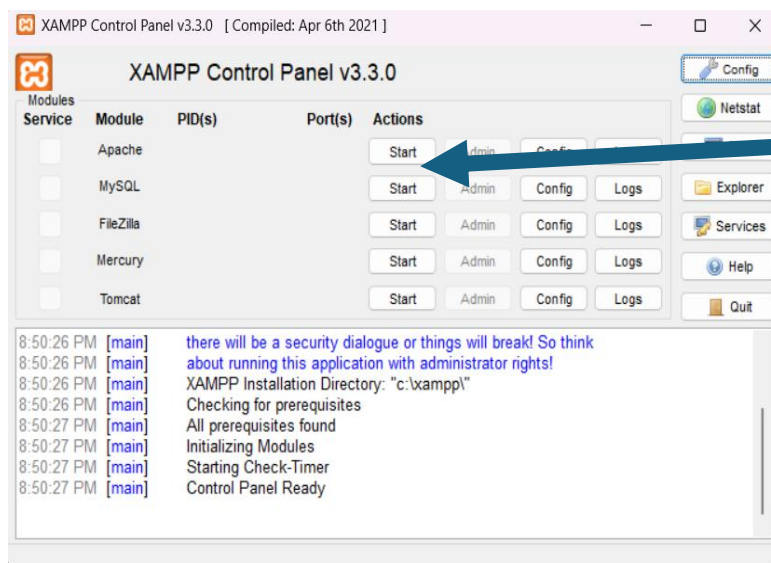 XAMPP Control Panel v3.3.0 [ Compiled: Apr 6th 2021 ]
XAMPP Control Panel v3.3.0
Modules
Service Module PID(s) Port(s) Actions
Apache Start Admin Config
MySQL Start Admin Config Logs
FileZilla Start Admin Config Logs
Mercury Start Admin Config Logs
Tomcat Start Admin Config Logs
Config
Netstat
Explorer
Services
Help
Quit
8:50:26 PM [main] there will be a security dialogue or things will break! So think
8:50:26 PM [main] about running this application with administrator rights!
8:50:26 PM [main] XAMPP Installation Directory: "c:\xampp\"
8:50:26 PM [main] Checking for prerequisites
8:50:27 PM [main] All prerequisites found
8:50:27 PM [main] Initializing Modules
8:50:27 PM [main] Starting Check-Timer
8:50:27 PM [main] Control Panel Ready